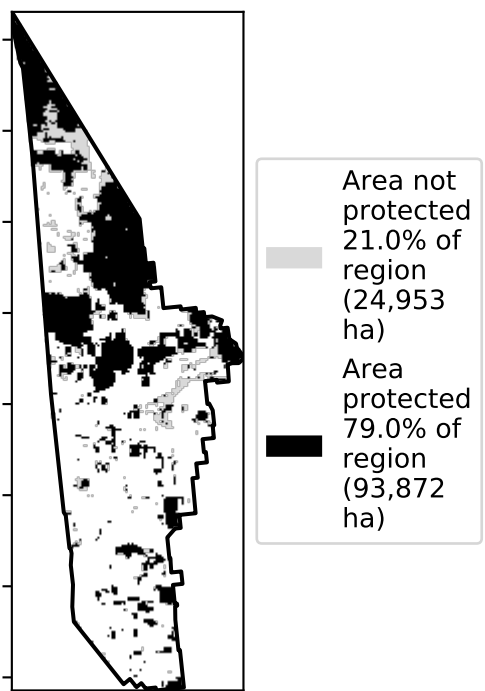 Area not
protected
21.0% of
region
(24,953
ha)
Area
protected
79.0% of
region
(93,872
ha)